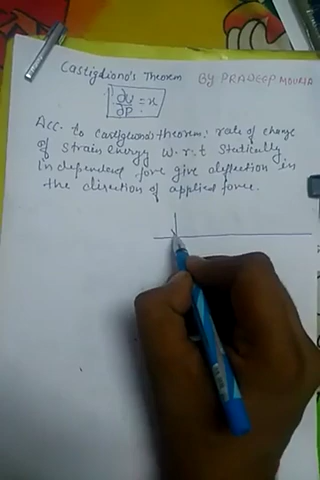 Castigliano's Theorem BY PRADEEP MOURIA
∂U/∂P = x
Acc. to Castigliano's theorem: rate of change
of strain energy w.r.t statically
independent force give deflection in
the direction of applied force.